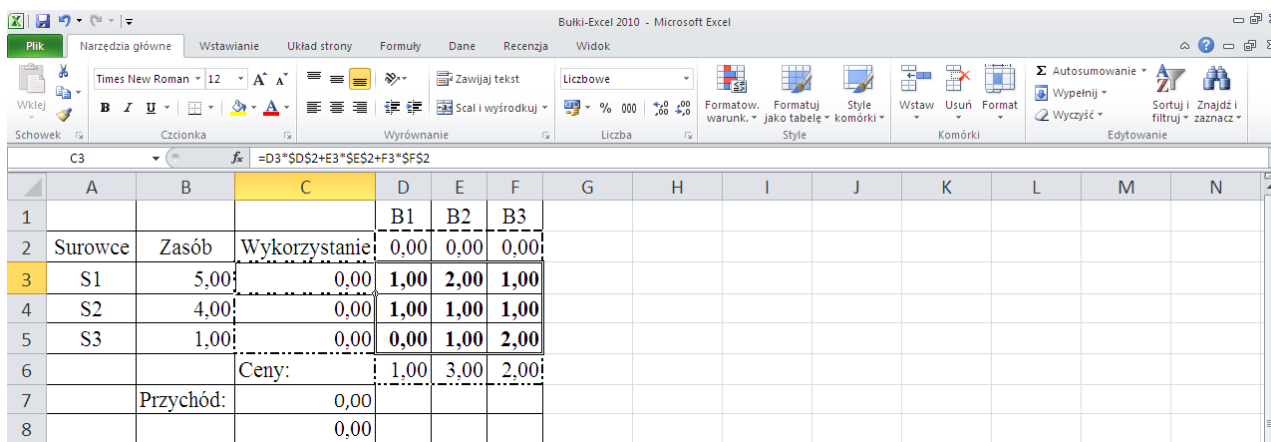 Bułki-Excel 2010 - Microsoft Excel
Plik Narzędzia główne Wstawianie Układ strony Formuły Dane Recenzja Widok
Wklej Times New Roman 12 A A Zawijaj tekst Liczbowe Formatow. warunk. Formatuj jako tabelę Style komórki Wstaw Usuń Format Σ Autosumowanie Sortuj i filtruj Znajdź i zaznacz
B I U A Scal i wyśrodkuj % 000 ,0 ,00 ,00 ,0 Wypełnij
Wyczyść
Schowek Czcionka Wyrównanie Liczba Style Komórki Edytowanie
C3 fx =D3*$D$2+E3*$E$2+F3*$F$2
A B C D E F G H I J K L M N
1 B1 B2 B3
2 Surowce Zasób Wykorzystanie 0,00 0,00 0,00
3 S1 5,00 0,00 1,00 2,00 1,00
4 S2 4,00 0,00 1,00 1,00 1,00
5 S3 1,00 0,00 0,00 1,00 2,00
6 Ceny: 1,00 3,00 2,00
7 Przychód: 0,00
8 0,00